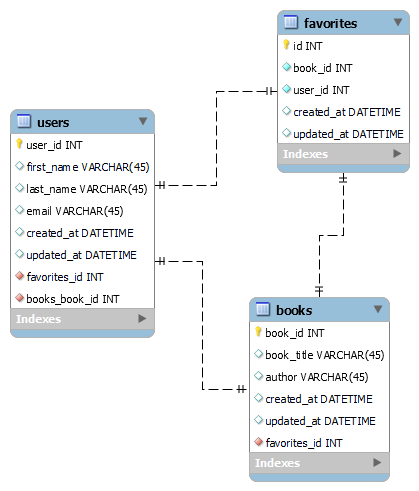 favorites
id INT
book_id INT
user_id INT
created_at DATETIME
updated_at DATETIME
Indexes
users
user_id INT
first_name VARCHAR(45)
last_name VARCHAR(45)
email VARCHAR(45)
created_at DATETIME
updated_at DATETIME
favorites_id INT
books_book_id INT
Indexes
books
book_id INT
book_title VARCHAR(45)
author VARCHAR(45)
created_at DATETIME
updated_at DATETIME
favorites_id INT
Indexes